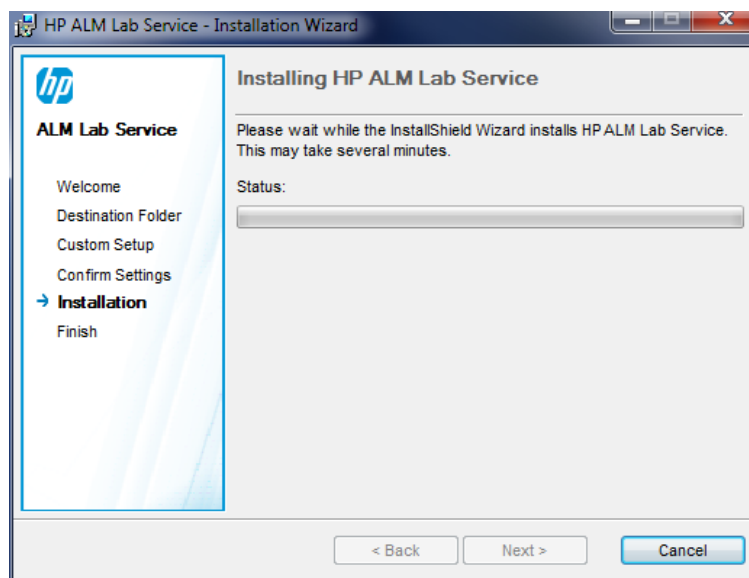 HP ALM Lab Service - Installation Wizard
hp
ALM Lab Service
Welcome
Destination Folder
Custom Setup
Confirm Settings
Installation
Finish
Installing HP ALM Lab Service
Please wait while the InstallShield Wizard installs HP ALM Lab Service.
This may take several minutes.
Status:
< Back
Next >
Cancel